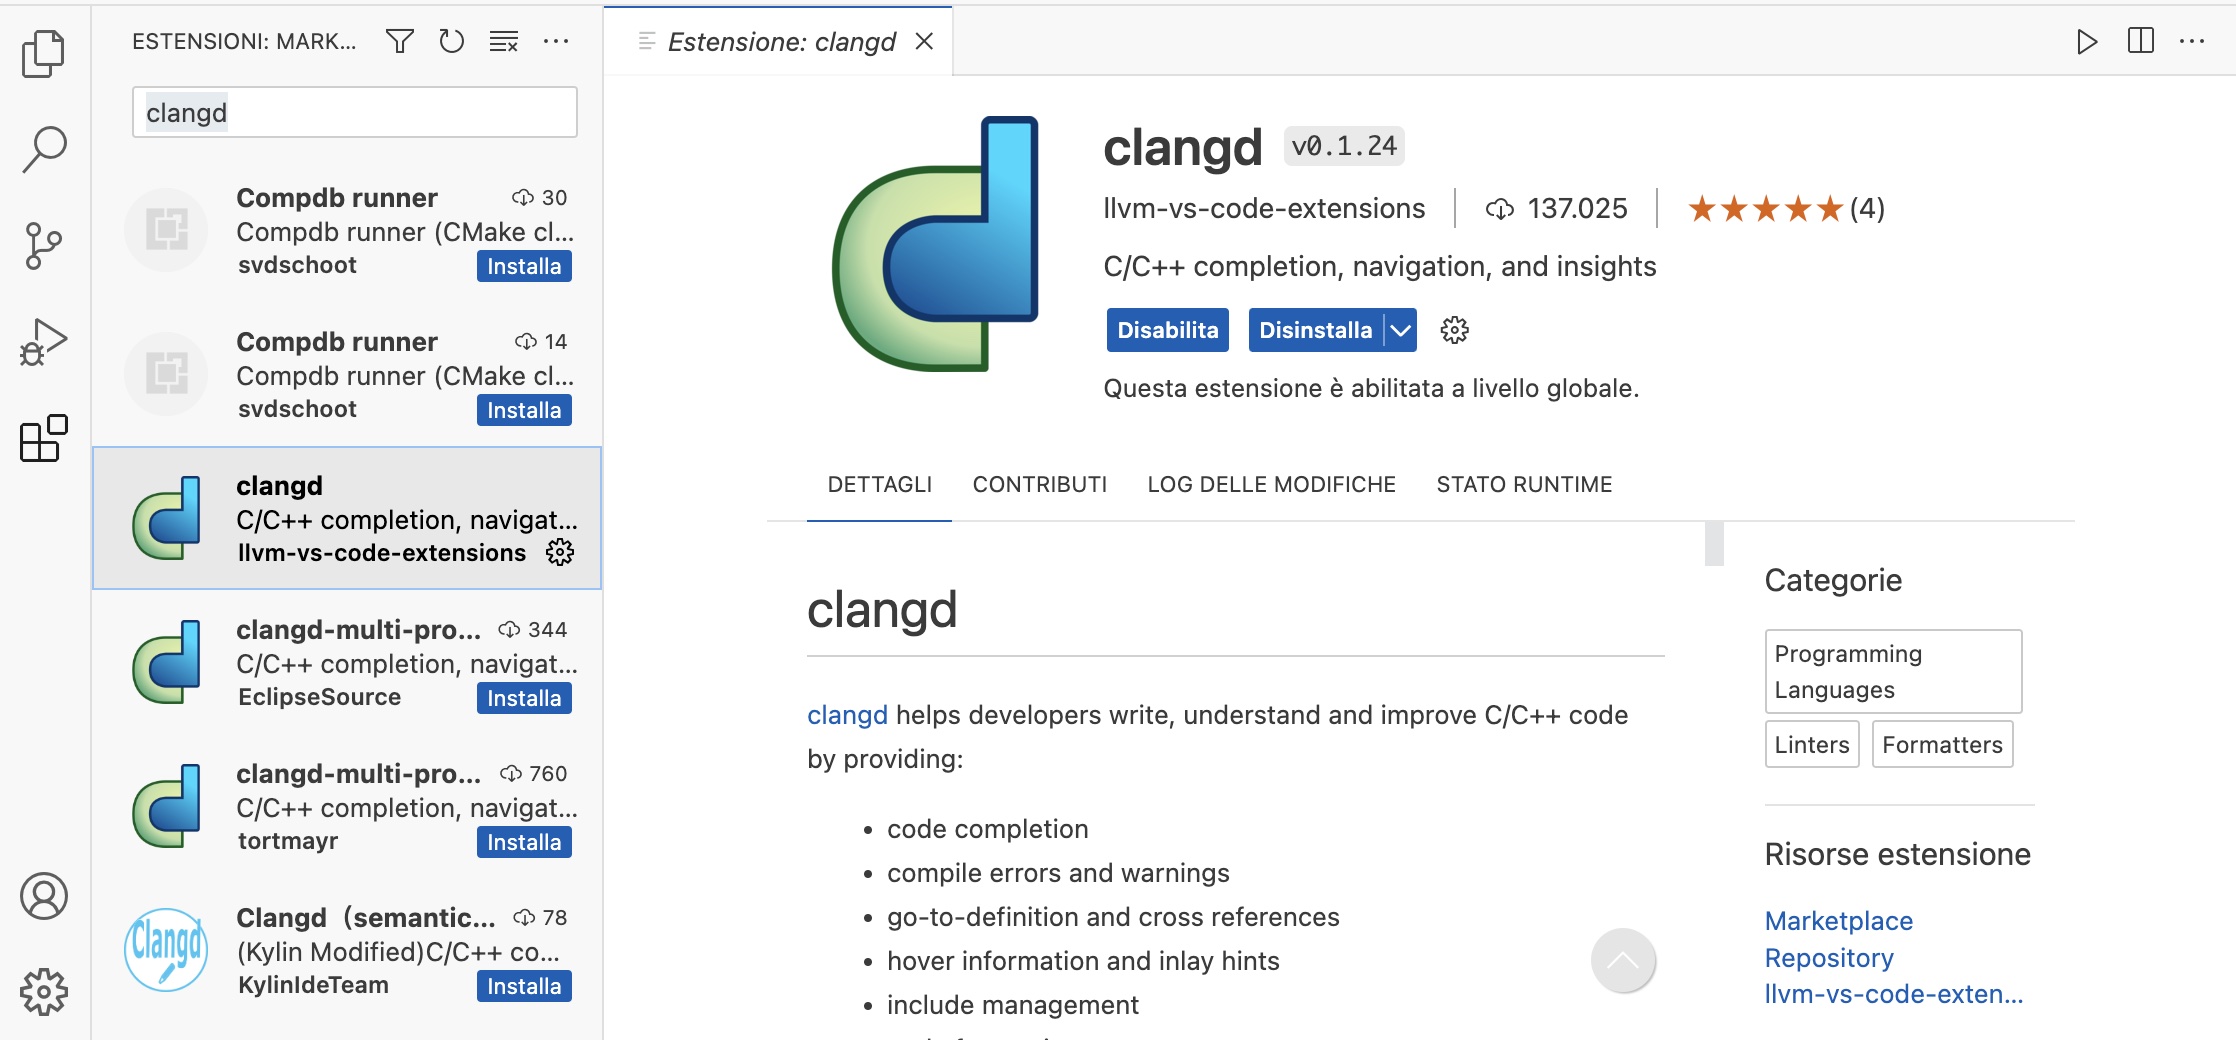 ESTENSIONI: MARK...
clangd
Compdb runner 30
Compdb runner (CMake cl...
svdschoot Installa
Compdb runner 14
Compdb runner (CMake cl...
svdschoot Installa
clangd
C/C++ completion, navigat...
llvm-vs-code-extensions
clangd-multi-pro... 344
C/C++ completion, navigat...
EclipseSource Installa
clangd-multi-pro... 760
C/C++ completion, navigat...
tortmayr Installa
Clangd
Clangd（semantic... 78
(Kylin Modified)C/C++ co...
KylinIdeTeam Installa
Estensione: clangd
clangd v0.1.24
llvm-vs-code-extensions 137.025 (4)
C/C++ completion, navigation, and insights
Disabilita Disinstalla
Questa estensione è abilitata a livello globale.
DETTAGLI CONTRIBUTI LOG DELLE MODIFICHE STATO RUNTIME
clangd
clangd helps developers write, understand and improve C/C++ code
by providing:
• code completion
• compile errors and warnings
• go-to-definition and cross references
• hover information and inlay hints
• include management
Categorie
Programming
Languages
Linters Formatters
Risorse estensione
Marketplace
Repository
llvm-vs-code-exten...